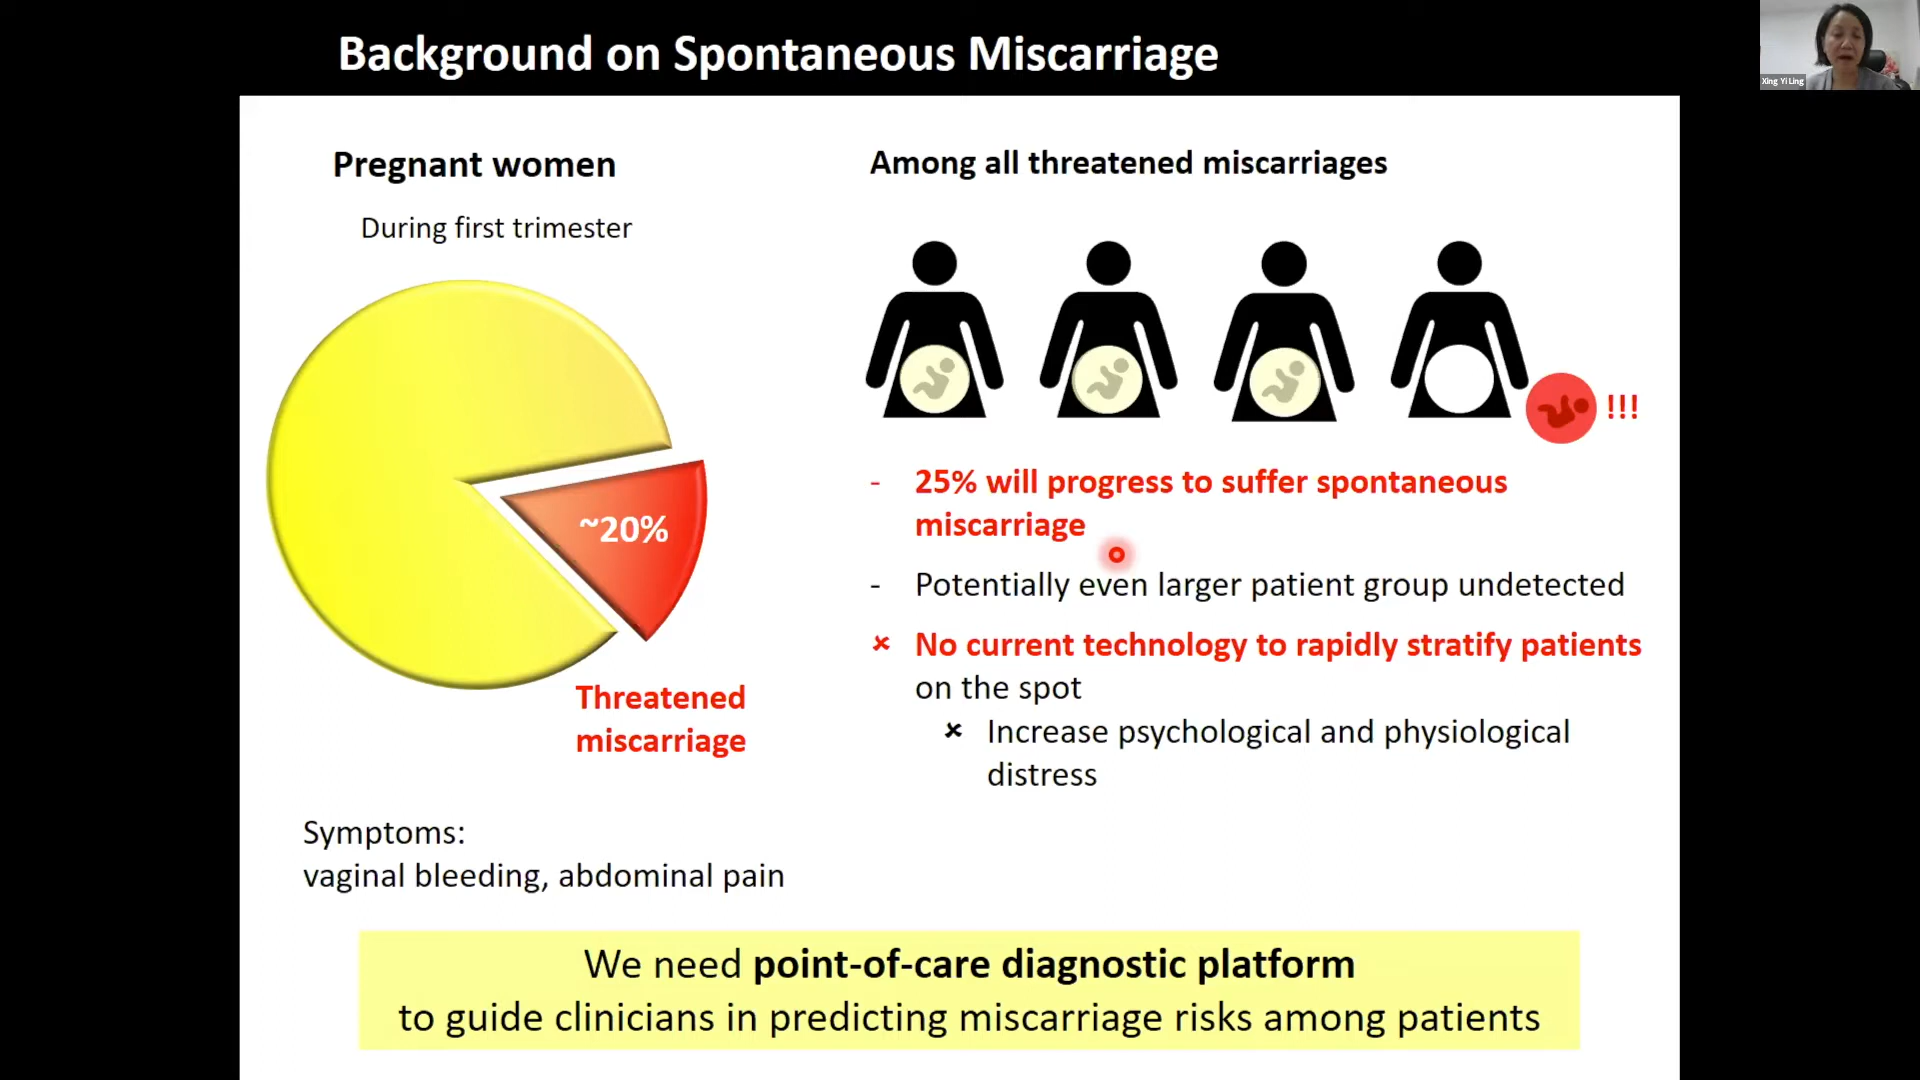 Background on Spontaneous Miscarriage
Xing Yi Ling
Pregnant women
During first trimester
~20%
Threatened
miscarriage
Symptoms:
vaginal bleeding, abdominal pain
Among all threatened miscarriages
!!!
- 25% will progress to suffer spontaneous
miscarriage
- Potentially even larger patient group undetected
× No current technology to rapidly stratify patients
on the spot
× Increase psychological and physiological
distress
We need point-of-care diagnostic platform
to guide clinicians in predicting miscarriage risks among patients